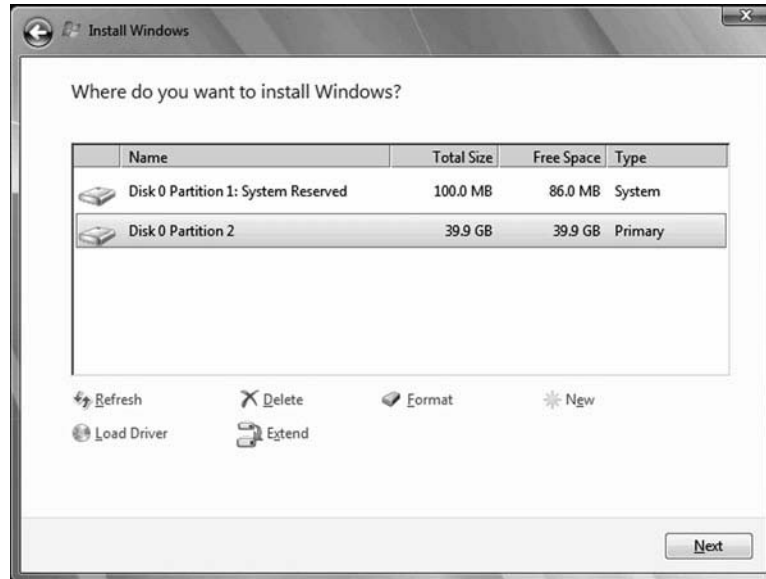 Install Windows
Where do you want to install Windows?
Name Total Size Free Space Type
Disk 0 Partition 1: System Reserved 100.0 MB 86.0 MB System
Disk 0 Partition 2 39.9 GB 39.9 GB Primary
Refresh Delete Format New
Load Driver Extend
Next